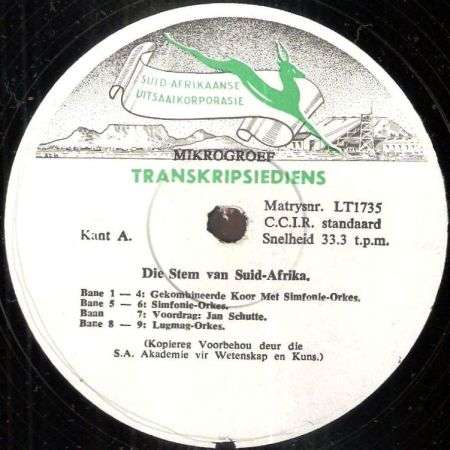 SUID-AFRIKAANSE
UITSAAIKORPORASIE
MIKROGROEF
TRANSKRIPSIEDIENS
Matrysnr. LT1735
C.C.I.R. standaard
Kant A. Snelheid 33.3 t.p.m.
Die Stem van Suid-Afrika.
Bane 1 — 4: Gekombineerde Koor Met Simfonie-Orkes.
Bane 5 — 6: Simfonie-Orkes.
Baan 7: Voordrag: Jan Schutte.
Bane 8 — 9: Lugmag-Orkes.
(Kopiereg Voorbehou deur die
S.A. Akademie vir Wetenskap en Kuns.)